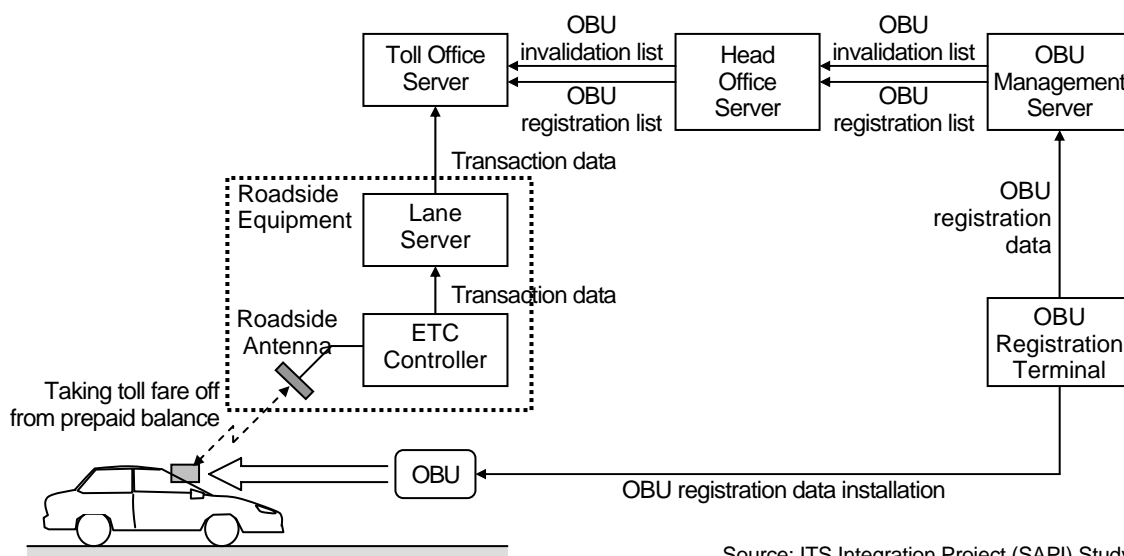 OBU
invalidation list
OBU
registration list
OBU
invalidation list
OBU
registration list
Toll Office
Server
Head
Office
Server
OBU
Management
Server
Transaction data
Roadside
Equipment
Lane
Server
OBU
registration
data
Transaction data
Roadside
Antenna
ETC
Controller
OBU
Registration
Terminal
Taking toll fare off
from prepaid balance
OBU
OBU registration data installation
Source: ITS Integration Project (SAPI) Study